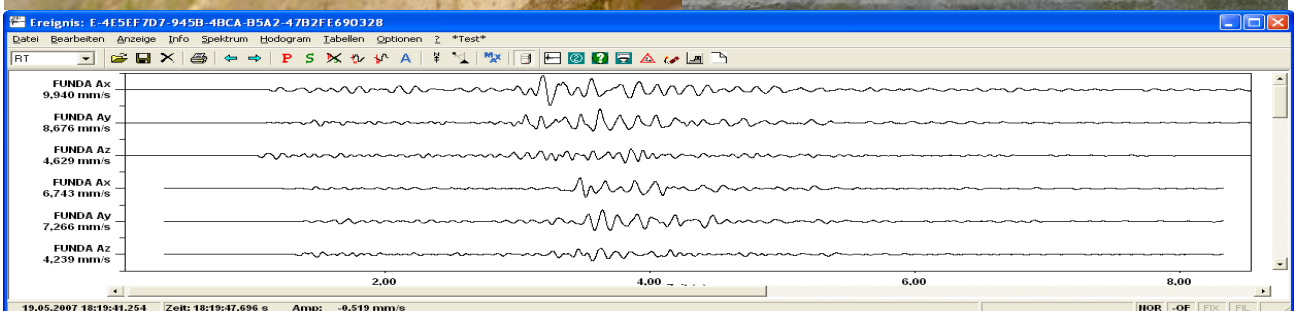 Ereignis: E-4E5EF7D7-945B-4BCA-B5A2-47B2FE690328
Datei Bearbeiten Anzeige Info Spektrum Hodogram Tabellen Optionen ? *Test*
RT P S A
FUNDA Ax
9,940 mm/s
FUNDA Ay
8,676 mm/s
FUNDA Az
4,629 mm/s
FUNDA Ax
6,743 mm/s
FUNDA Ay
7,266 mm/s
FUNDA Az
4,239 mm/s
2,00 4,00 6,00 8,00
19.05.2007 18:19:41.254 Zeit: 18:19:47.696 s Amp: -0.519 mm/s HOR -OF FIX FIL